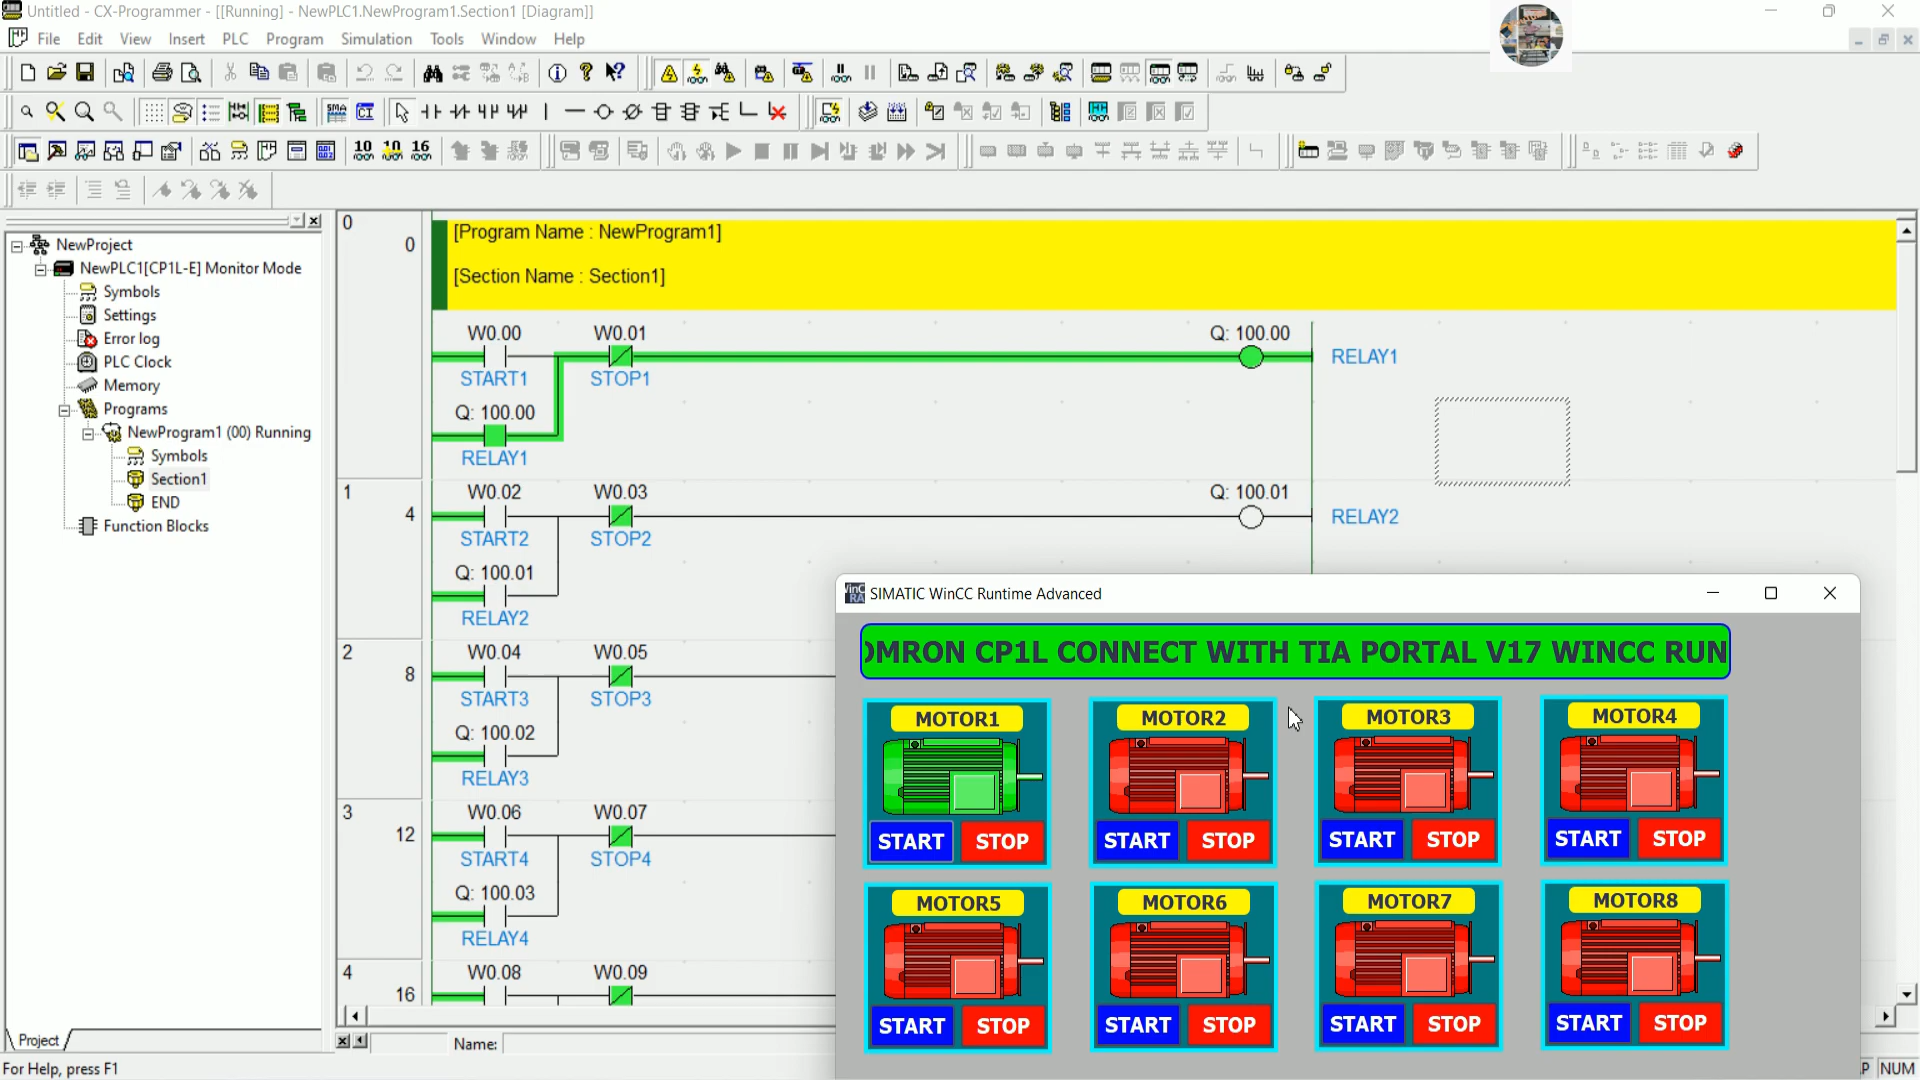 Untitled - CX-Programmer - [[Running] - NewPLC1.NewProgram1.Section1 [Diagram]]
File Edit View Insert PLC Program Simulation Tools Window Help
SMA CI
10 10 16
NewProject
NewPLC1[CP1L-E] Monitor Mode
Symbols
Settings
Error log
PLC Clock
Memory
Programs
NewProgram1 (00) Running
Symbols
Section1
END
Function Blocks
Project
0
0
[Program Name : NewProgram1]
[Section Name : Section1]
W0.00 W0.01 Q: 100.00
RELAY1
START1 STOP1
Q: 100.00
RELAY1
1
4
W0.02 W0.03 Q: 100.01
RELAY2
START2 STOP2
Q: 100.01
RELAY2
2
8
W0.04 W0.05
START3 STOP3
Q: 100.02
RELAY3
3
12
W0.06 W0.07
START4 STOP4
Q: 100.03
RELAY4
4
16
W0.08 W0.09
Name:
SIMATIC WinCC Runtime Advanced
OMRON CP1L CONNECT WITH TIA PORTAL V17 WINCC RUN
MOTOR1 MOTOR2 MOTOR3 MOTOR4
START STOP START STOP START STOP START STOP
MOTOR5 MOTOR6 MOTOR7 MOTOR8
START STOP START STOP START STOP START STOP
For Help, press F1
P NUM